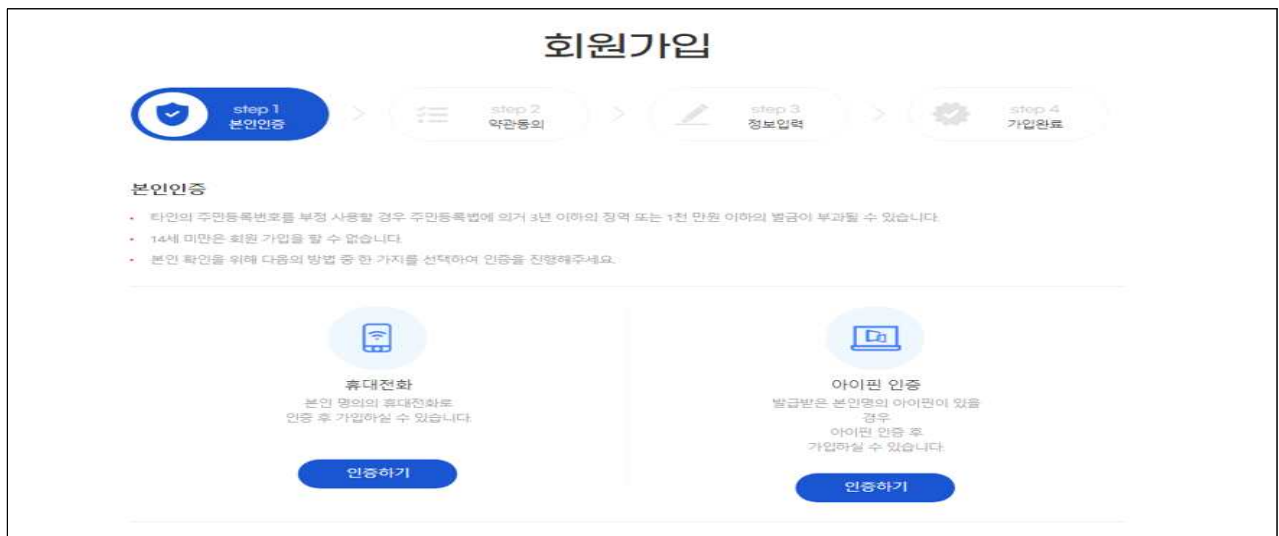 회원가입
step 1
본인인증
step 2
약관동의
step 3
정보입력
step 4
가입완료
본인인증
타인의 주민등록번호를 부정 사용할 경우 주민등록법에 의거 3년 이하의 징역 또는 1천 만원 이하의 벌금이 부과될 수 있습니다.
14세 미만은 회원 가입을 할 수 없습니다.
본인 확인을 위해 다음의 방법 중 한 가지를 선택하여 인증을 진행해주세요.
휴대전화
본인 명의의 휴대전화로
인증 후 가입하실 수 있습니다.
인증하기
아이핀 인증
발급받은 본인명의 아이핀이 있을
경우
아이핀 인증 후
가입하실 수 있습니다.
인증하기